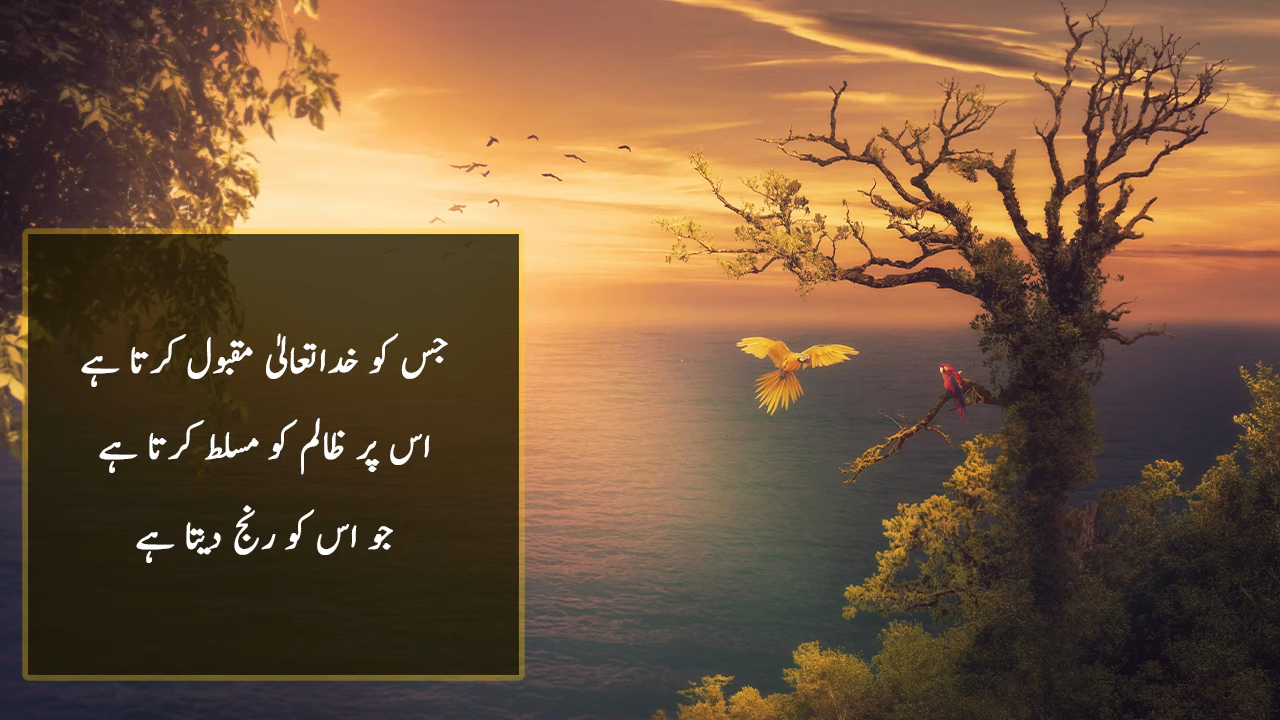 جس کو خداتعالیٰ مقبول کرتا ہے
اس پر ظالم کو مسلط کرتا ہے
جو اس کو رنج دیتا ہے